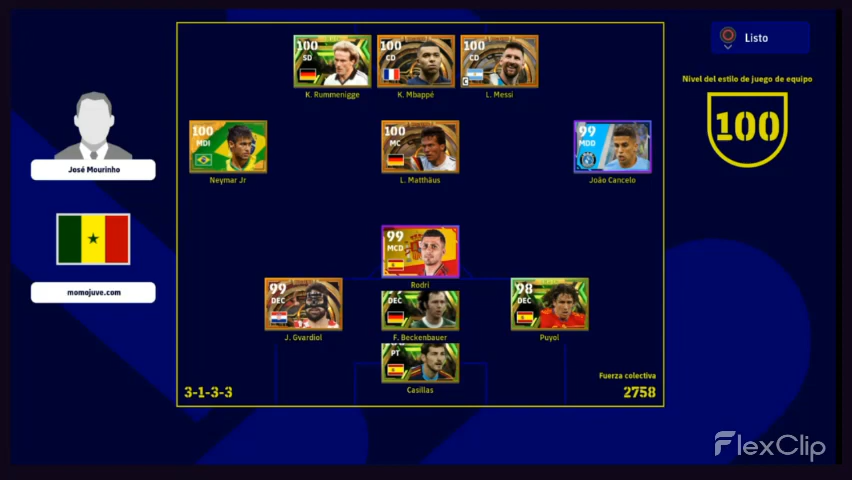 Listo
Nivel del estilo de juego de equipo
100
José Mourinho
momojuve.com
100
SD
K. Rummenigge
100
CD
K. Mbappé
100
CD
C
L. Messi
100
MDI
Neymar Jr
100
MC
L. Matthäus
99
MDD
João Cancelo
99
MCD
Rodri
99
DEC
J. Gvardiol
DEC
F. Beckenbauer
98
DEC
Puyol
PT
Casillas
3-1-3-3
Fuerza colectiva
2758
FlexClip